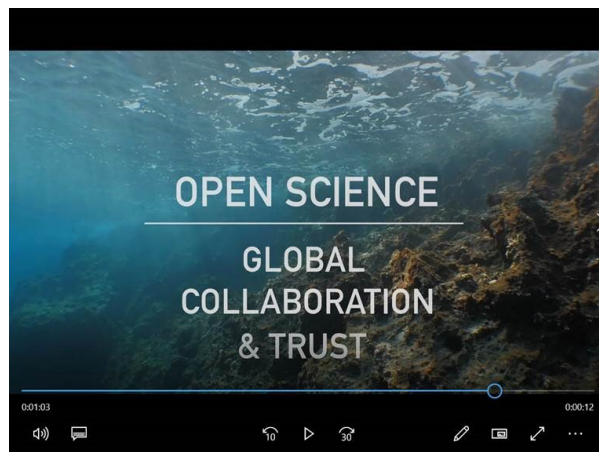 OPEN SCIENCE
GLOBAL
COLLABORATION
& TRUST
0:01:03
0:00:12
10
30